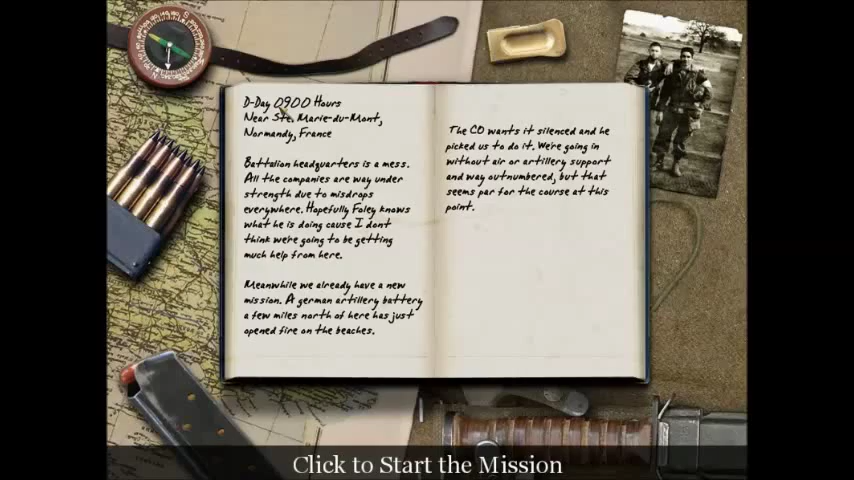 D-Day 0900 Hours
Near Ste. Marie-du-Mont,
Normandy, France
Battalion headquarters is a mess.
All the companies are way under
strength due to misdrops
everywhere. Hopefully Foley knows
what he is doing cause I dont
think we're going to be getting
much help from here.
Meanwhile we already have a new
mission. A german artillery battery
a few miles north of here has just
opened fire on the beaches.
The CO wants it silenced and he
picked us to do it. We're going in
without air or artillery support
and way outnumbered, but that
seems par for the course at this
point.
Click to Start the Mission